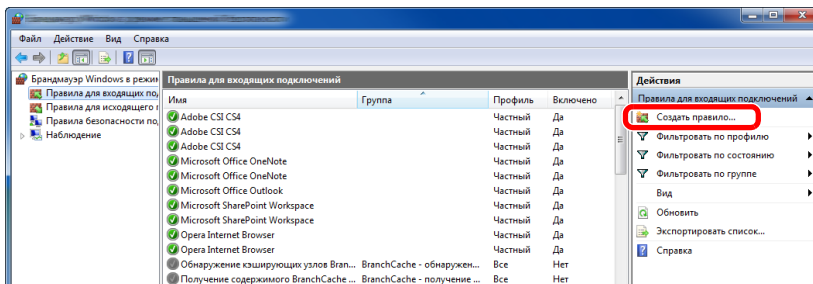 Файл Действие Вид Справка
Брандмауэр Windows в режи
Правила для входящих под
Правила для исходящего п
Правила безопасности по
Наблюдение
Правила для входящих подключений
Имя Группа Профиль Включено
Adobe CSI CS4 Частный Да
Adobe CSI CS4 Частный Да
Adobe CSI CS4 Частный Да
Microsoft Office OneNote Частный Да
Microsoft Office OneNote Частный Да
Microsoft Office Outlook Частный Да
Microsoft SharePoint Workspace Частный Да
Microsoft SharePoint Workspace Частный Да
Opera Internet Browser Частный Да
Opera Internet Browser Частный Да
Обнаружение кэширующих узлов Bran... BranchCache - обнаружен... Все Нет
Получение содержимого BranchCache ... BranchCache - получение ... Все Нет
Действия
Правила для входящих подключений
Создать правило...
Фильтровать по профилю
Фильтровать по состоянию
Фильтровать по группе
Вид
Обновить
Экспортировать список...
Справка